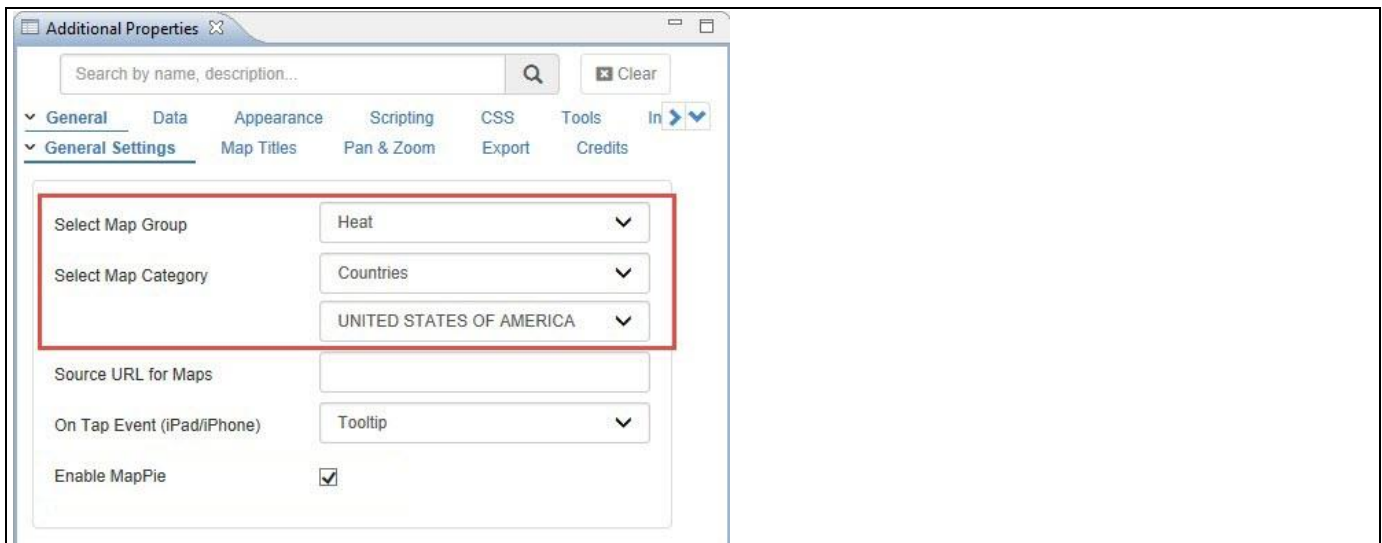 Additional Properties
Search by name, description... Clear
General Data Appearance Scripting CSS Tools In
General Settings Map Titles Pan & Zoom Export Credits
Select Map Group Heat
Select Map Category Countries
UNITED STATES OF AMERICA
Source URL for Maps
On Tap Event (iPad/iPhone) Tooltip
Enable MapPie